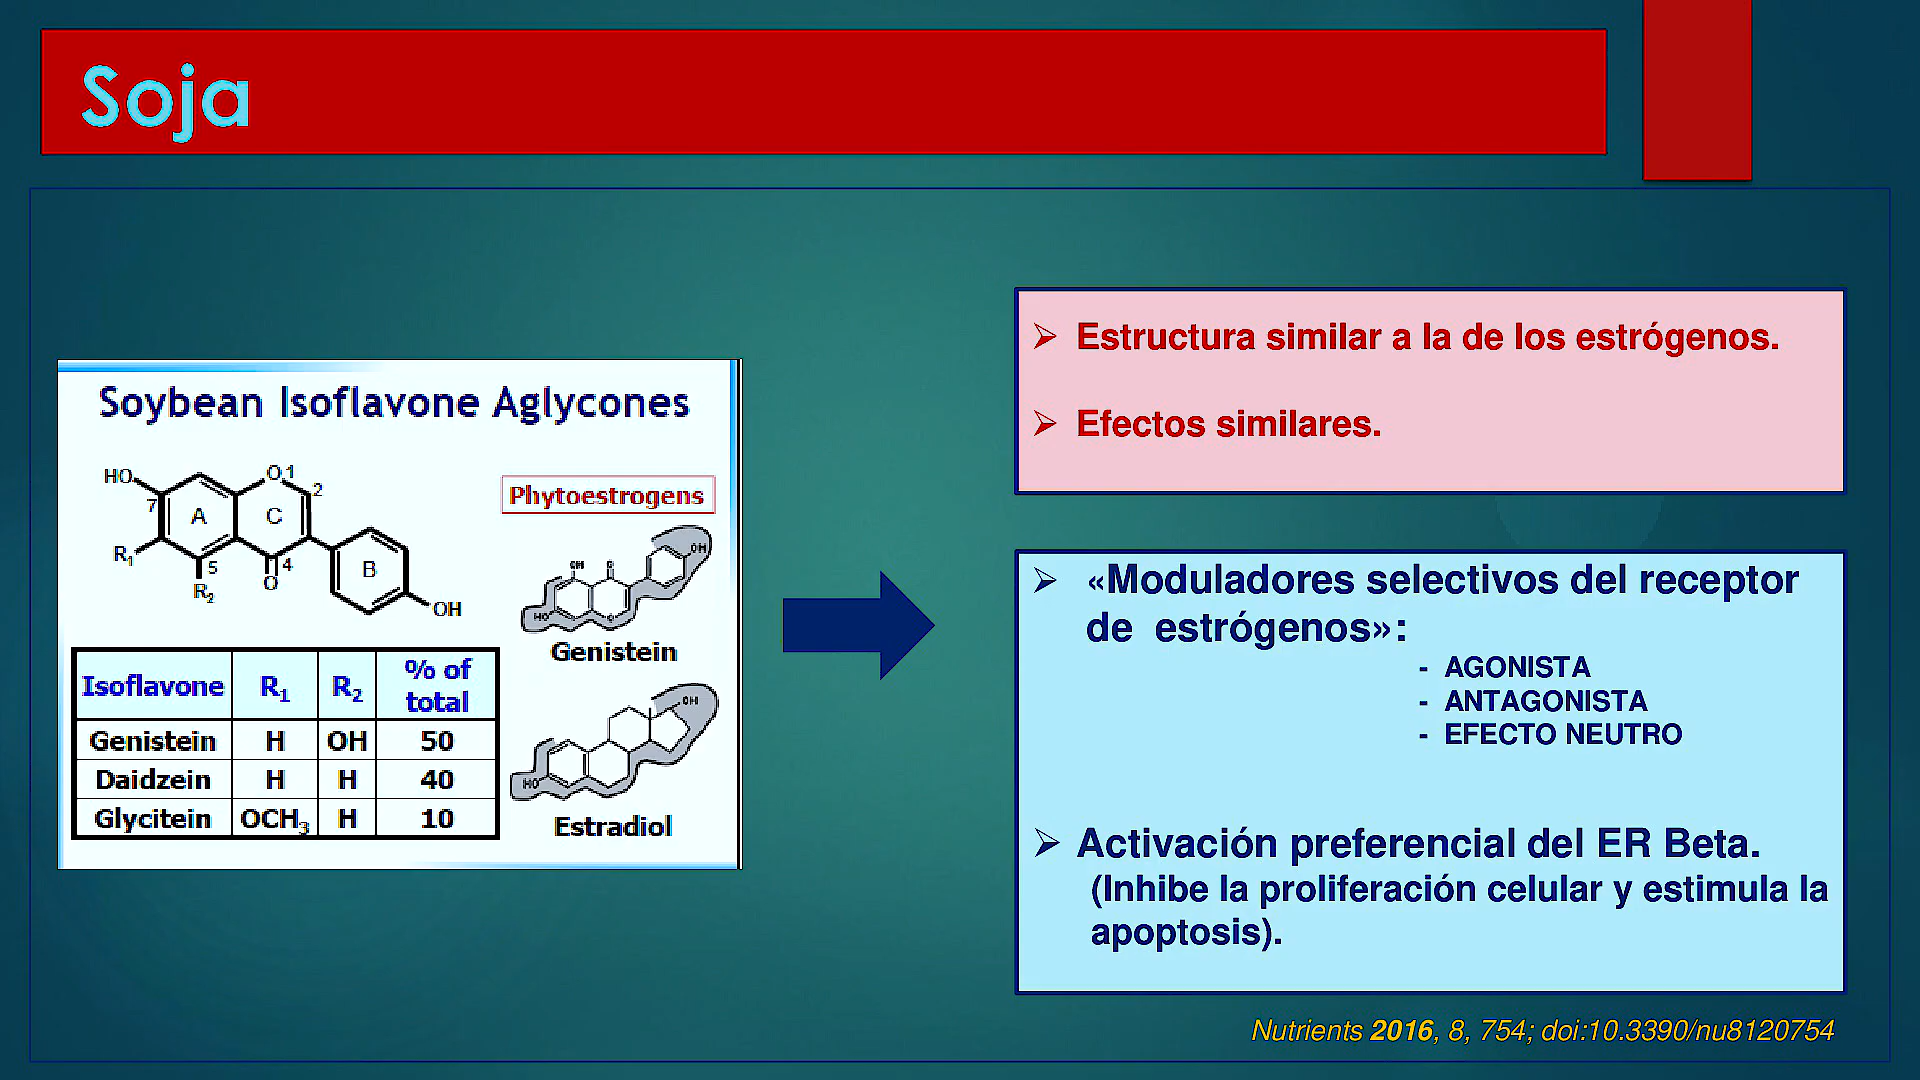 Soja
Soybean Isoflavone Aglycones
HO
7
A
O
1
2
C
R1
5
R2
4
O
B
OH
Phytoestrogens
OH
O
OH
HO
O
Genistein
OH
HO
Estradiol
Isoflavone R1 R2 % of total
Genistein H OH 50
Daidzein H H 40
Glycitein OCH3 H 10
➢ Estructura similar a la de los estrógenos.
➢ Efectos similares.
➢ «Moduladores selectivos del receptor
de estrógenos»:
- AGONISTA
- ANTAGONISTA
- EFECTO NEUTRO
➢ Activación preferencial del ER Beta.
(Inhibe la proliferación celular y estimula la
apoptosis).
Nutrients 2016, 8, 754; doi:10.3390/nu8120754